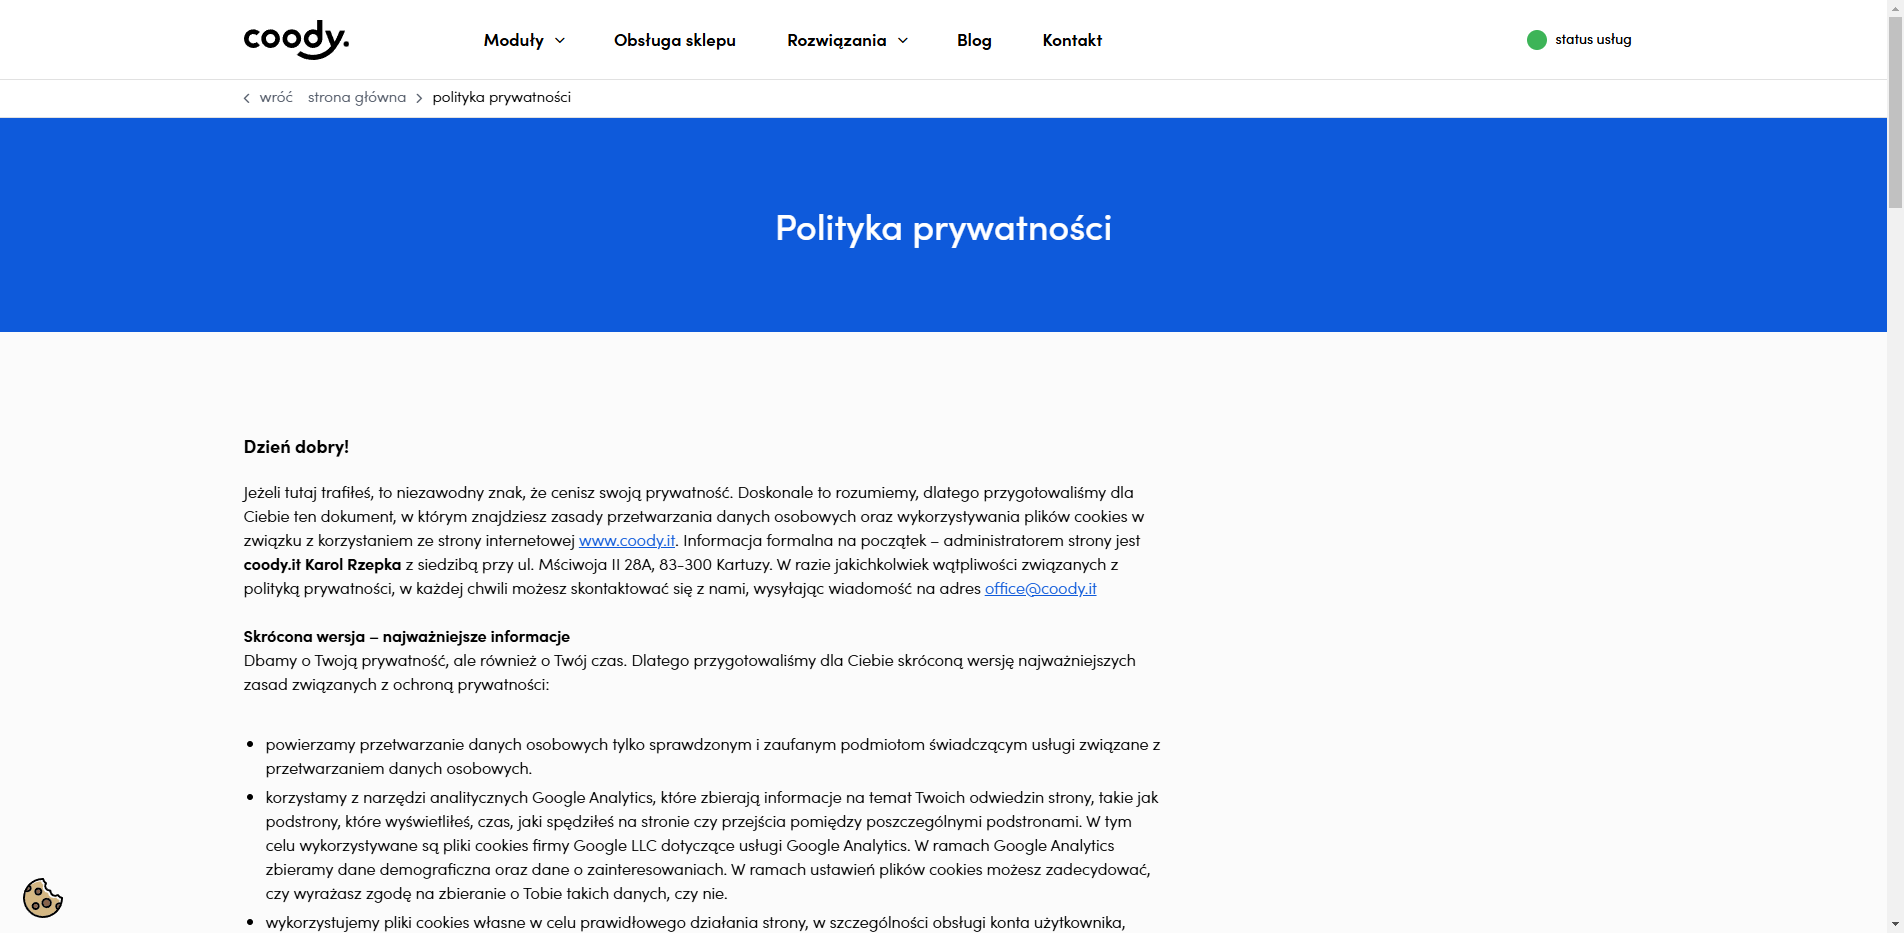 coody.
Moduły
Obsługa sklepu
Rozwiązania
Blog
Kontakt
status usług
wróć strona główna polityka prywatności
Polityka prywatności
Dzień dobry!
Jeżeli tutaj trafiłeś, to niezawodny znak, że cenisz swoją prywatność. Doskonale to rozumiemy, dlatego przygotowaliśmy dla
Ciebie ten dokument, w którym znajdziesz zasady przetwarzania danych osobowych oraz wykorzystywania plików cookies w
związku z korzystaniem ze strony internetowej www.coody.it. Informacja formalna na początek – administratorem strony jest
coody.it Karol Rzepka z siedzibą przy ul. Mściwoja II 28A, 83-300 Kartuzy. W razie jakichkolwiek wątpliwości związanych z
polityką prywatności, w każdej chwili możesz skontaktować się z nami, wysyłając wiadomość na adres office@coody.it
Skrócona wersja – najważniejsze informacje
Dbamy o Twoją prywatność, ale również o Twój czas. Dlatego przygotowaliśmy dla Ciebie skróconą wersję najważniejszych
zasad związanych z ochroną prywatności:
powierzamy przetwarzanie danych osobowych tylko sprawdzonym i zaufanym podmiotom świadczącym usługi związane z
przetwarzaniem danych osobowych.
korzystamy z narzędzi analitycznych Google Analytics, które zbierają informacje na temat Twoich odwiedzin strony, takie jak
podstrony, które wyświetliłeś, czas, jaki spędziłeś na stronie czy przejścia pomiędzy poszczególnymi podstronami. W tym
celu wykorzystywane są pliki cookies firmy Google LLC dotyczące usługi Google Analytics. W ramach Google Analytics
zbieramy dane demograficzna oraz dane o zainteresowaniach. W ramach ustawień plików cookies możesz zadecydować,
czy wyrażasz zgodę na zbieranie o Tobie takich danych, czy nie.
wykorzystujemy pliki cookies własne w celu prawidłowego działania strony, w szczególności obsługi konta użytkownika,